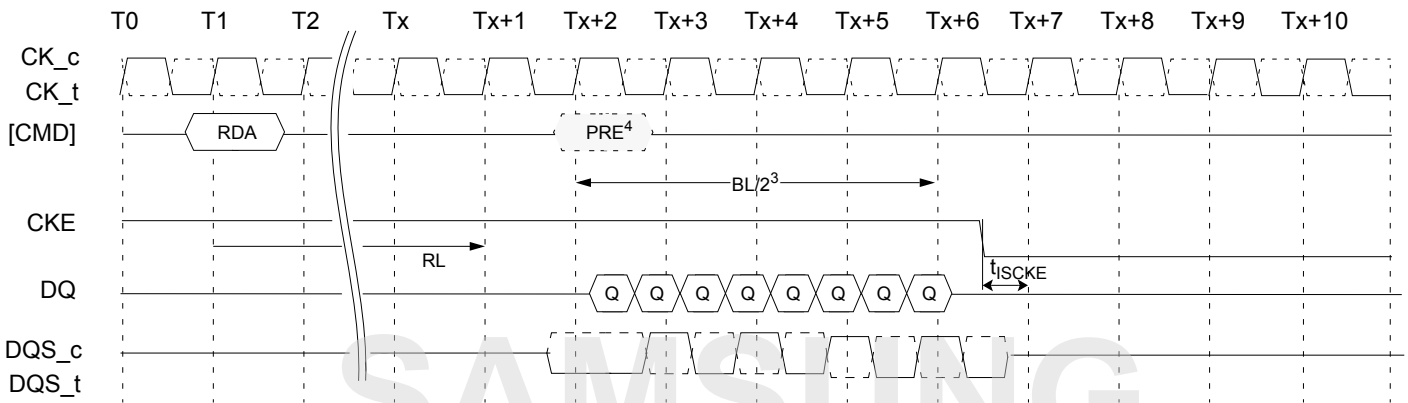 T0 T1 T2 Tx Tx+1 Tx+2 Tx+3 Tx+4 Tx+5 Tx+6 Tx+7 Tx+8 Tx+9 Tx+10
CK_c
CK_t
[CMD] RDA PRE⁴
BL/2³
CKE
RL
tISCKE
DQ Q Q Q Q Q Q Q Q
DQS_c
DQS_t
SAMSUNG